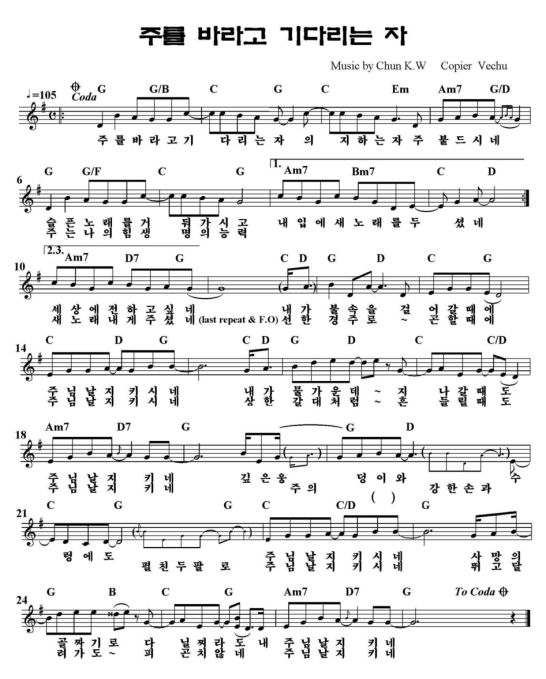 주를 바라고 기다리는 자
Music by Chun K.W Copier Vechu
♩=105 Coda G G/B C G C Em Am7 G/D
주를바라고기 다리는자 의 지하는자주 붙드시네
1.
6 G G/F C G C Am7 Bm7 C D
슬픈노래를거 둬가시고 내입에새노래를두 셨네
주는나의힘생 명의능력
2.3.
10 Am7 D7 G C D G D C G
세상에전하고싶네 내가 불속을 걸 어갈때에
새노래내게주셨네 (last repeat & F.O) 선한 경주로 ~ 곤할때에
14 C D G C D G D C C/D
주님날지키시네 내가 물가운데~ 지 나갈때도
주님날지키시네 상한 갈대처럼~ 흔 들릴때도
18 Am7 D7 G G D
주님날지 키네 깊은웅 덩이와 수
주님날지 키네 주의 강한손과
( )
21 C G C C/D G
렁에도 주님날지키시네 사망의
펼친두팔로 주님날지키시네 뛰고달
24 G B C G Am7 D7 G To Coda
골짜기로 다 닐찌라도내 주님날지 키네
려가도~ 피 곤치않네 주님날지 키네